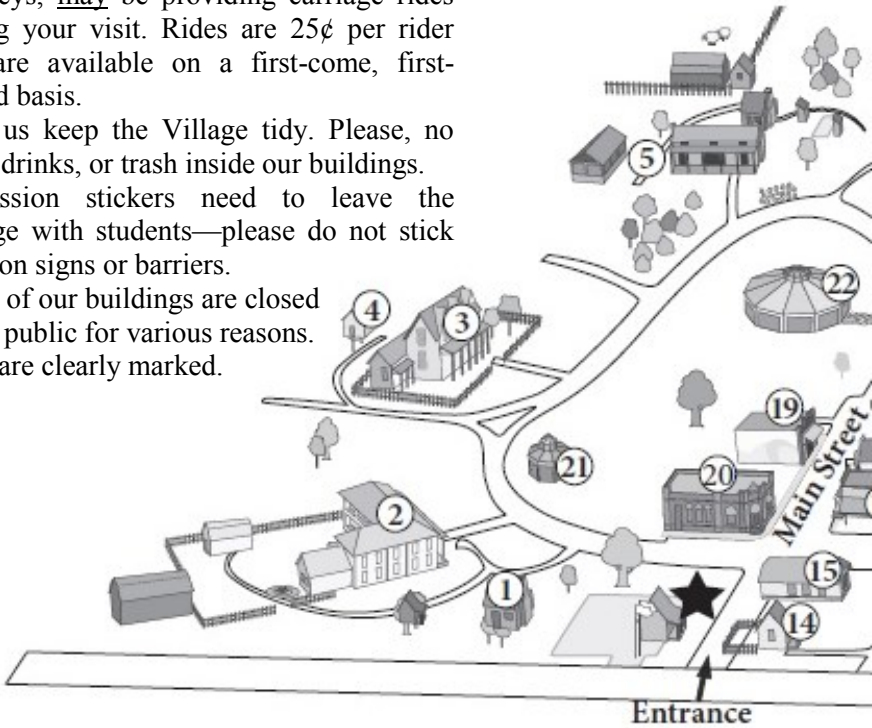 eys, may be providing carriage rides
g your visit. Rides are 25¢ per rider
are available on a first-come, first-
d basis.
us keep the Village tidy. Please, no
drinks, or trash inside our buildings.
ssion stickers need to leave the
ge with students—please do not stick
on signs or barriers.
of our buildings are closed
public for various reasons.
are clearly marked.
5
22
4
3
19
Main Street
21
20
2
15
1
14
Entrance